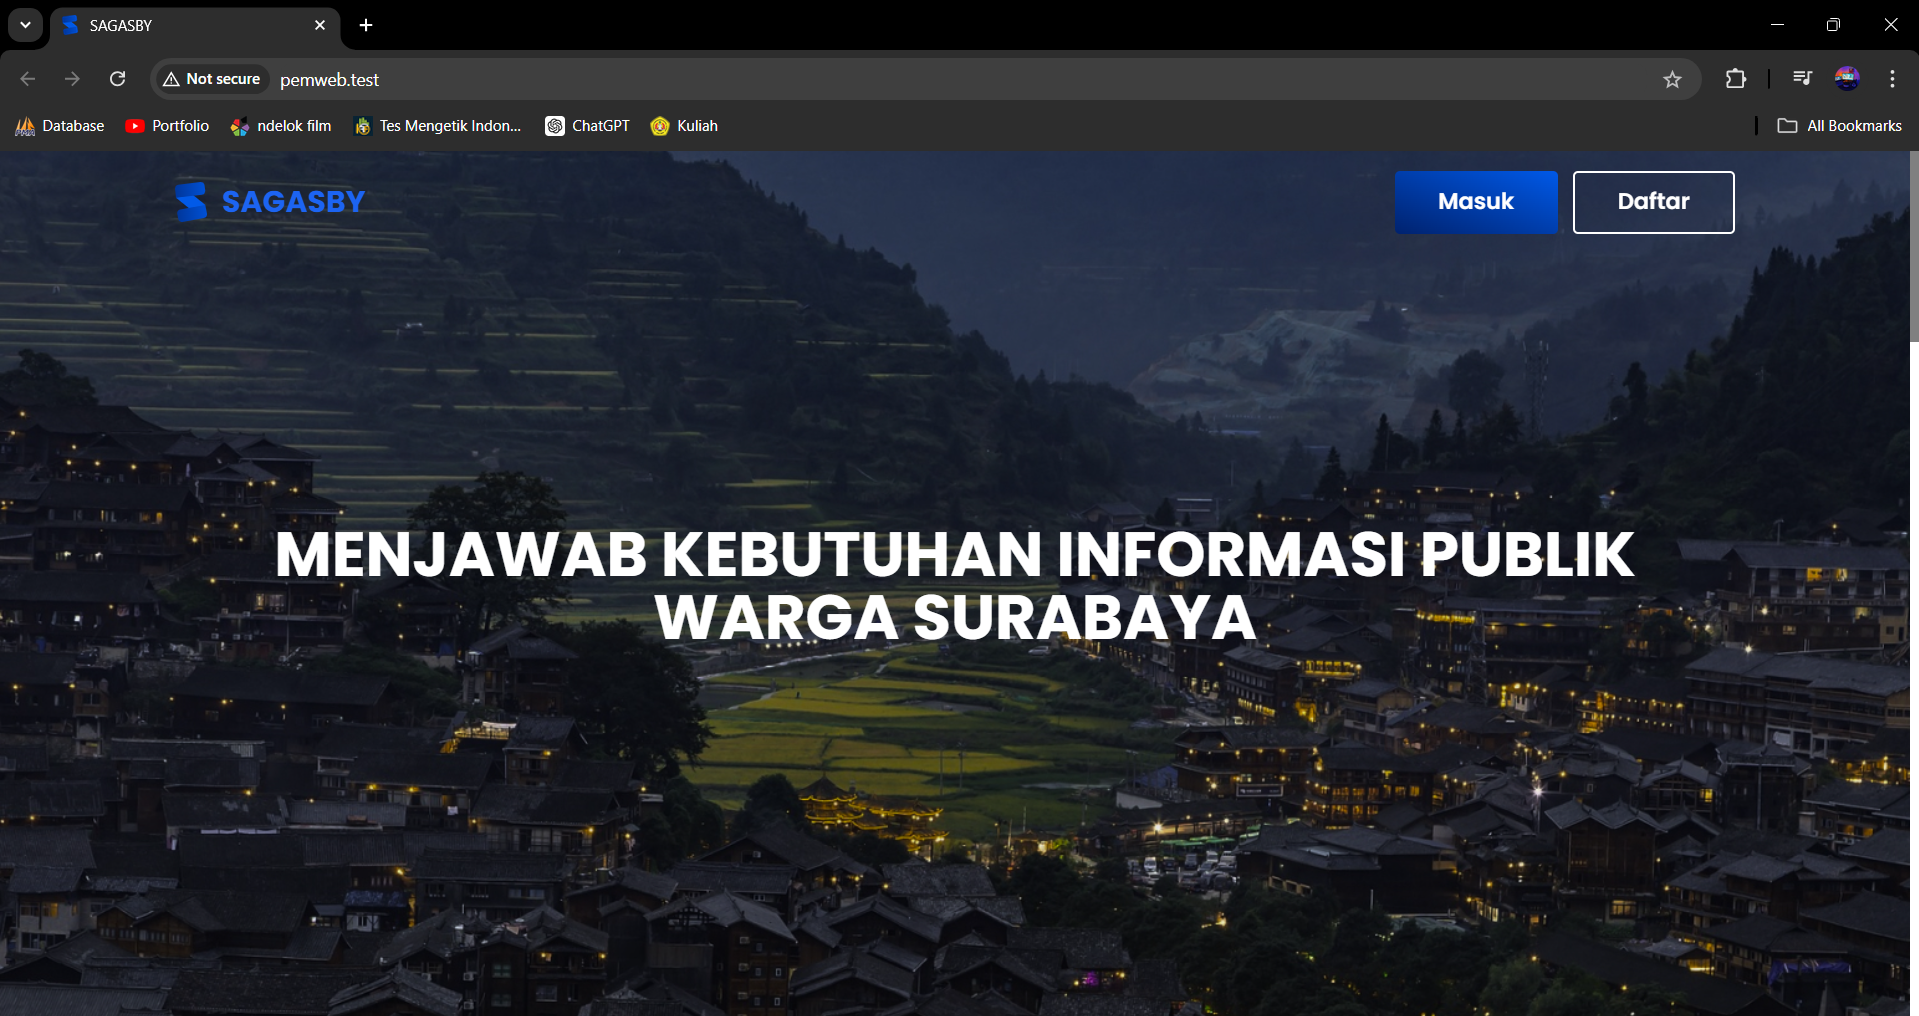 SAGASBY
Not secure
pemweb.test
Database
Portfolio
ndelok film
Tes Mengetik Indon...
ChatGPT
Kuliah
All Bookmarks
SAGASBY
Masuk
Daftar
MENJAWAB KEBUTUHAN INFORMASI PUBLIK
WARGA SURABAYA